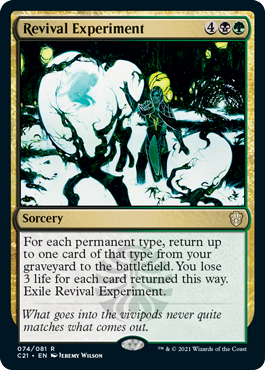 Revival Experiment 4
Sorcery
For each permanent type, return up
to one card of that type from your
graveyard to the battlefield. You lose
3 life for each card returned this way.
Exile Revival Experiment.
What goes into the vivipods never quite
matches what comes out.
074/081 R
C21 • EN JEREMY WILSON
™ & © 2021 Wizards of the Coast